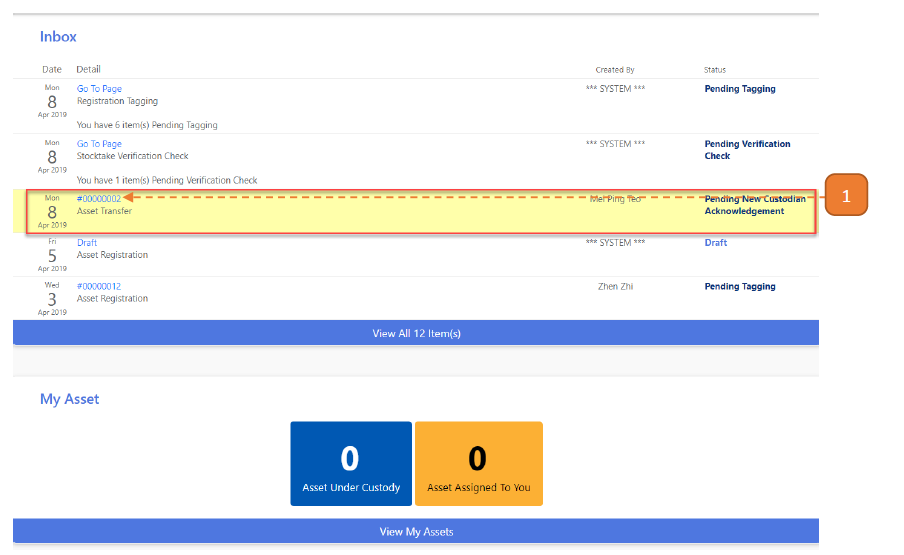 Inbox
Date Detail Created By Status
Mon Go To Page *** SYSTEM *** Pending Tagging
8 Registration Tagging
Apr 2019
You have 6 item(s) Pending Tagging
Mon Go To Page *** SYSTEM *** Pending Verification
8 Stocktake Verification Check Check
Apr 2019
You have 1 item(s) Pending Verification Check
Mon #00000002 Mei Ping Yeo Pending New Custodian 1
8 Asset Transfer Acknowledgement
Apr 2019
Fri Draft *** SYSTEM *** Draft
5 Asset Registration
Apr 2019
Wed #00000012 Zhen Zhi Pending Tagging
3 Asset Registration
Apr 2019
View All 12 Item(s)
My Asset
0 0
Asset Under Custody Asset Assigned To You
View My Assets